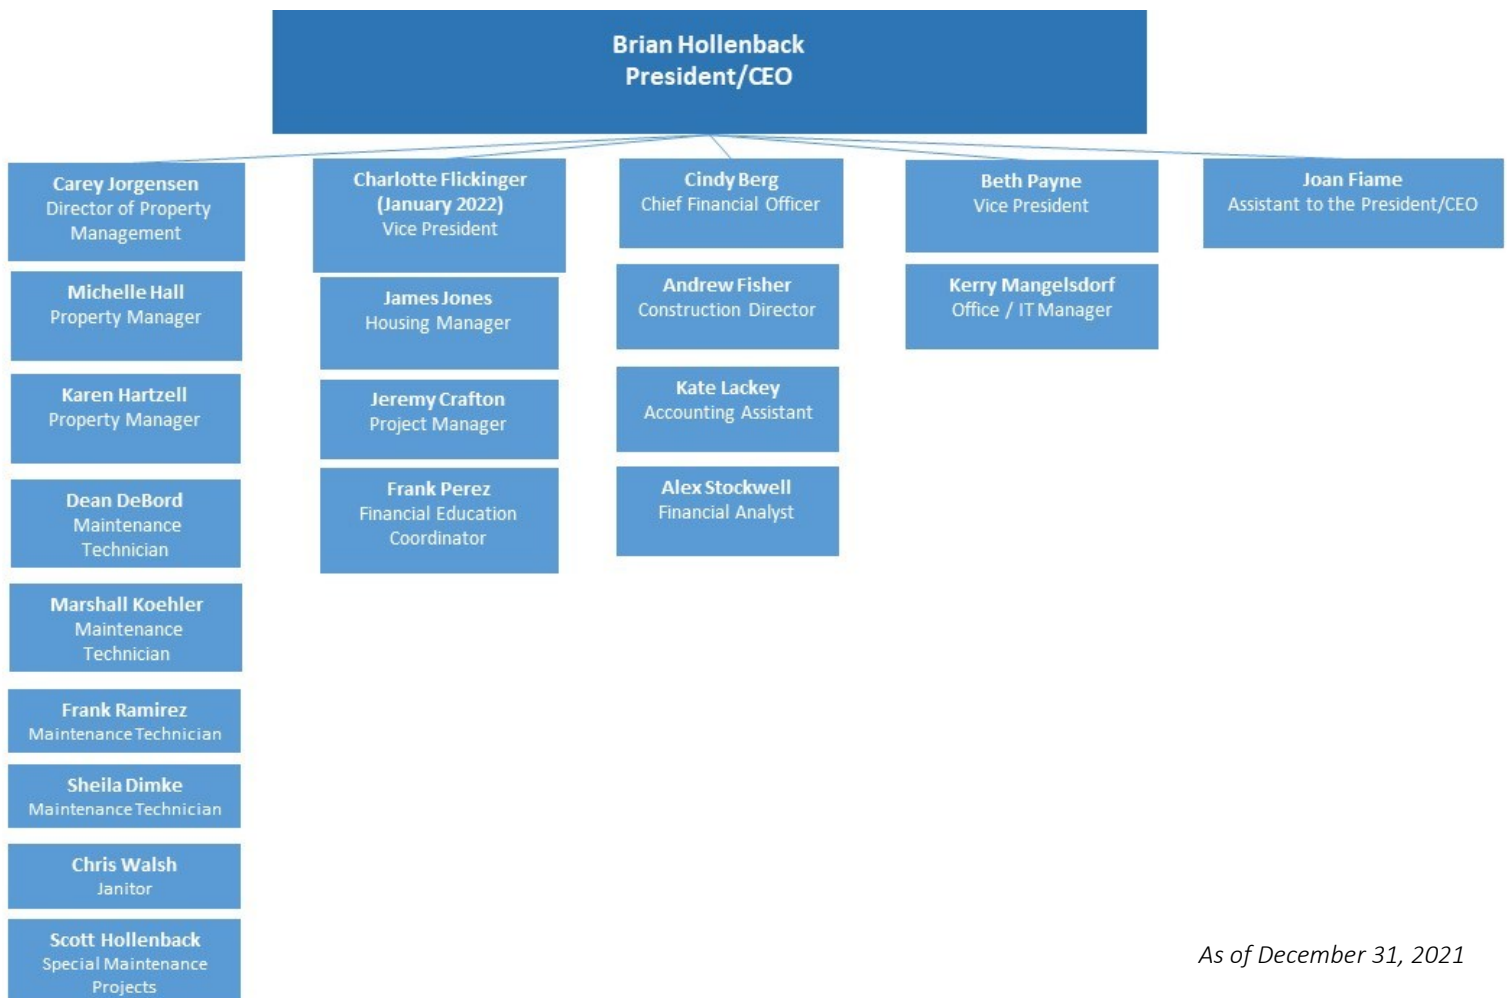 Brian Hollenback
President/CEO
Carey Jorgensen
Director of Property
Management
Michelle Hall
Property Manager
Karen Hartzell
Property Manager
Dean DeBord
Maintenance
Technician
Marshall Koehler
Maintenance
Technician
Frank Ramirez
Maintenance Technician
Sheila Dimke
Maintenance Technician
Chris Walsh
Janitor
Scott Hollenback
Special Maintenance
Projects
Charlotte Flickinger
(January 2022)
Vice President
James Jones
Housing Manager
Jeremy Crafton
Project Manager
Frank Perez
Financial Education
Coordinator
Cindy Berg
Chief Financial Officer
Andrew Fisher
Construction Director
Kate Lackey
Accounting Assistant
Alex Stockwell
Financial Analyst
Beth Payne
Vice President
Kerry Mangelsdorf
Office / IT Manager
Joan Fiame
Assistant to the President/CEO
As of December 31, 2021